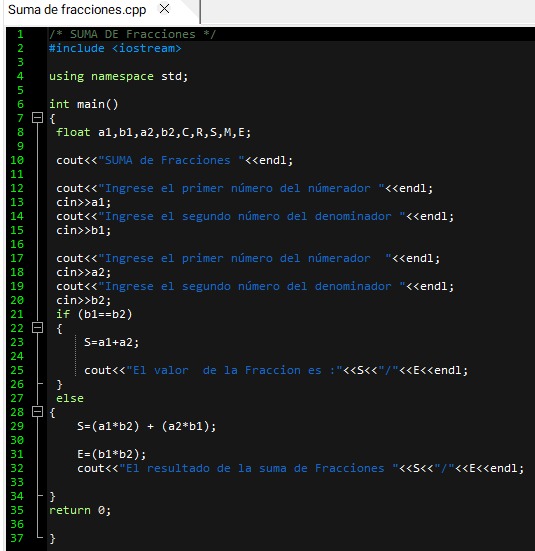 Suma de fracciones.cpp ×
1 /* SUMA DE Fracciones */
2 #include <iostream>
3
4 using namespace std;
5
6 int main()
7 {
8 float a1,b1,a2,b2,C,R,S,M,E;
9
10 cout<<"SUMA de Fracciones "<<endl;
11
12 cout<<"Ingrese el primer número del númerador "<<endl;
13 cin>>a1;
14 cout<<"Ingrese el segundo número del denominador "<<endl;
15 cin>>b1;
16
17 cout<<"Ingrese el primer número del númerador  "<<endl;
18 cin>>a2;
19 cout<<"Ingrese el segundo número del denominador "<<endl;
20 cin>>b2;
21 if (b1==b2)
22 {
23 S=a1+a2;
24
25 cout<<"El valor  de la Fraccion es :"<<S<<"/"<<E<<endl;
26 }
27 else
28 {
29 S=(a1*b2) + (a2*b1);
30
31 E=(b1*b2);
32 cout<<"El resultado de la suma de Fracciones "<<S<<"/"<<E<<endl;
33
34 }
35 return 0;
36
37 }